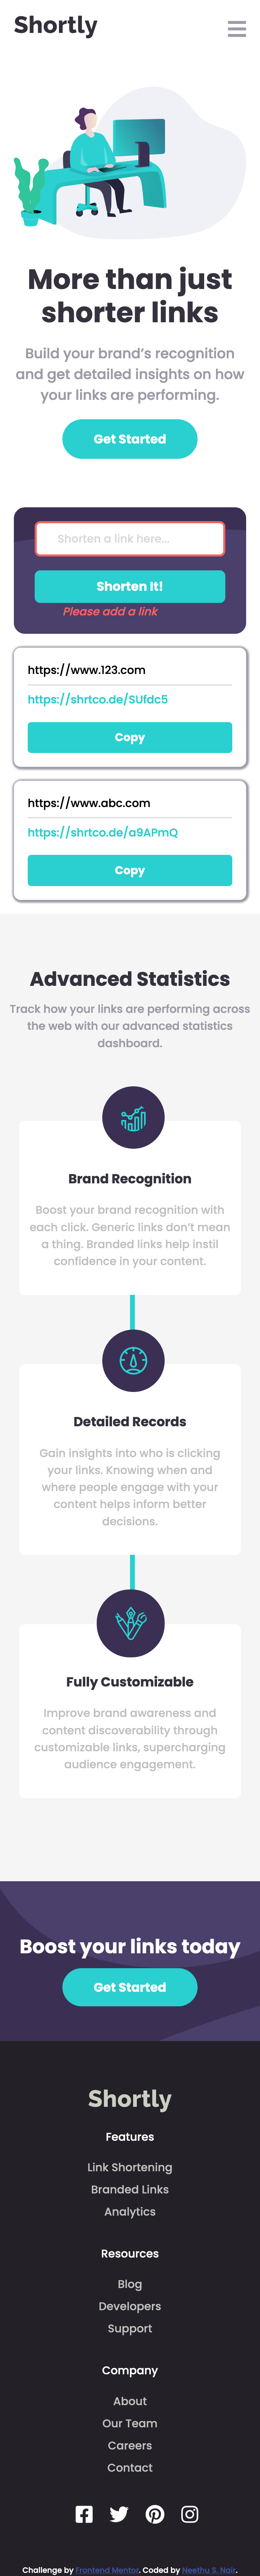 Shortly
More than just
shorter links
Build your brand's recognition
and get detailed insights on how
your links are performing.
Get Started
Shorten a link here...
Shorten It!
Please add a link
https://www.123.com
https://shrtco.de/SUfdc5
Copy
https://www.abc.com
https://shrtco.de/a9APmQ
Copy
Advanced Statistics
Track how your links are performing across
the web with our advanced statistics
dashboard.
Brand Recognition
Boost your brand recognition with
each click. Generic links don't mean
a thing. Branded links help instil
confidence in your content.
Detailed Records
Gain insights into who is clicking
your links. Knowing when and
where people engage with your
content helps inform better
decisions.
Fully Customizable
Improve brand awareness and
content discoverability through
customizable links, supercharging
audience engagement.
Boost your links today
Get Started
Shortly
Features
Link Shortening
Branded Links
Analytics
Resources
Blog
Developers
Support
Company
About
Our Team
Careers
Contact
Challenge by Frontend Mentor. Coded by Neethu S. Nair.